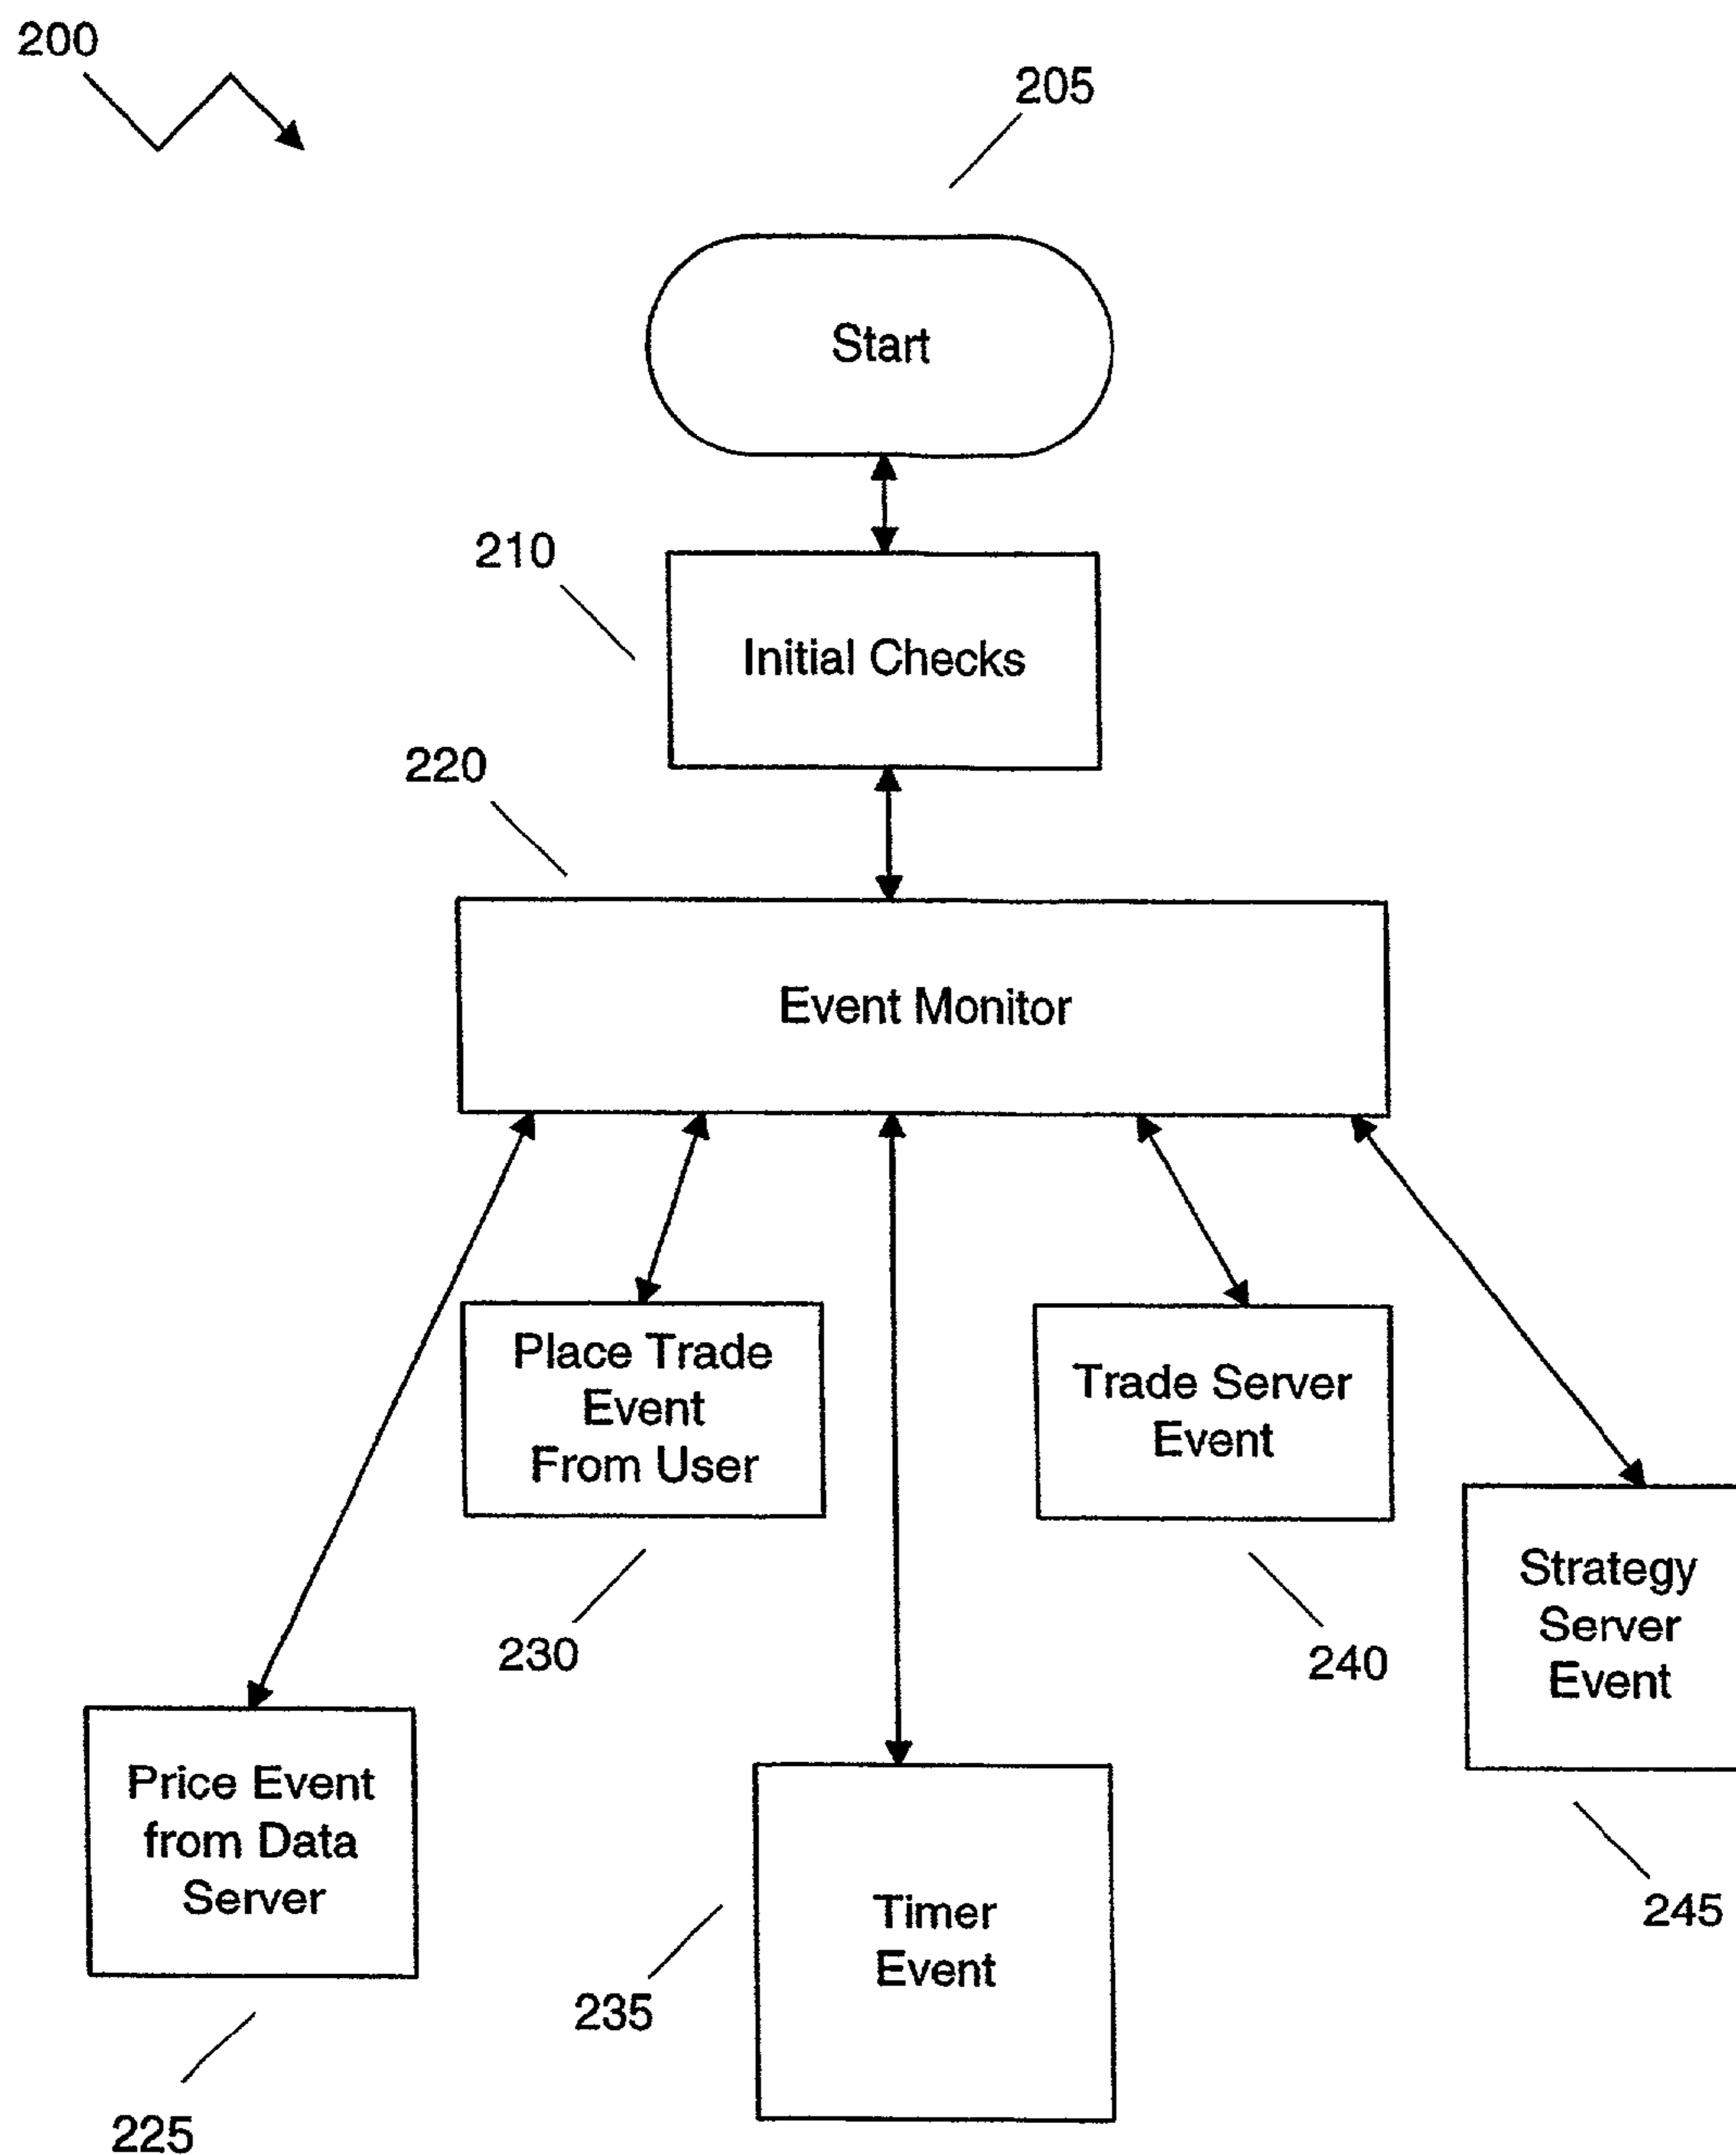 200
205
Start
210
Initial Checks
220
Event Monitor
Place Trade
Event
From User
230
Trade Server
Event
240
Strategy
Server
Event
245
Price Event
from Data
Server
225
Timer
Event
235